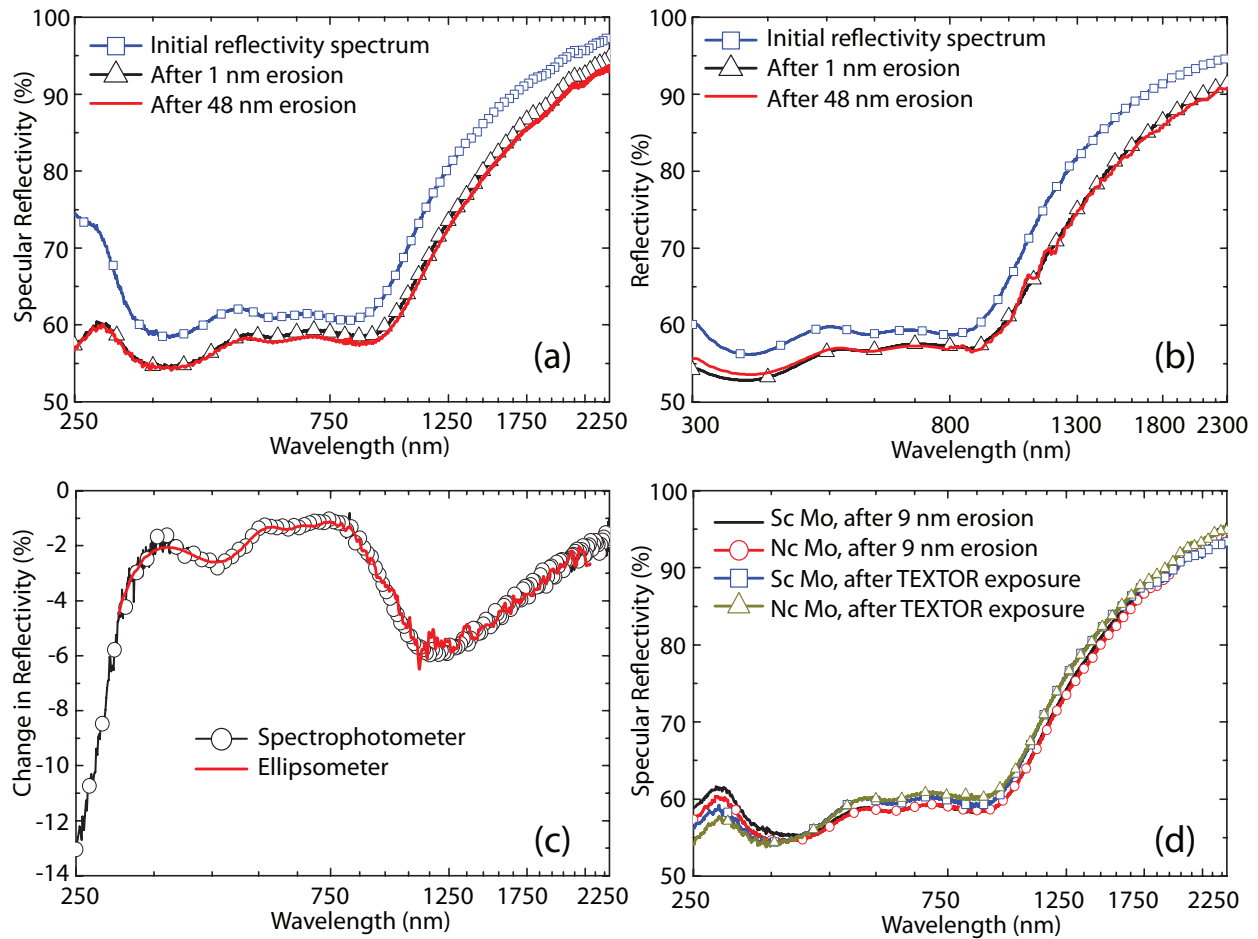 100
90
80
70
60
50
Specular Reflectivity (%)
Initial reflectivity spectrum
After 1 nm erosion
After 48 nm erosion
(a)
250 750 1250 1750 2250
Wavelength (nm)
100
90
80
70
60
50
Reflectivity (%)
Initial reflectivity spectrum
After 1 nm erosion
After 48 nm erosion
(b)
300 800 1300 1800 2300
Wavelength (nm)
0
-2
-4
-6
-8
-10
-12
-14
Change in Reflectivity (%)
Spectrophotometer
Ellipsometer
(c)
250 750 1250 1750 2250
Wavelength (nm)
100
90
80
70
60
50
Specular Reflectivity (%)
Sc Mo, after 9 nm erosion
Nc Mo, after 9 nm erosion
Sc Mo, after TEXTOR exposure
Nc Mo, after TEXTOR exposure
(d)
250 750 1250 1750 2250
Wavelength (nm)